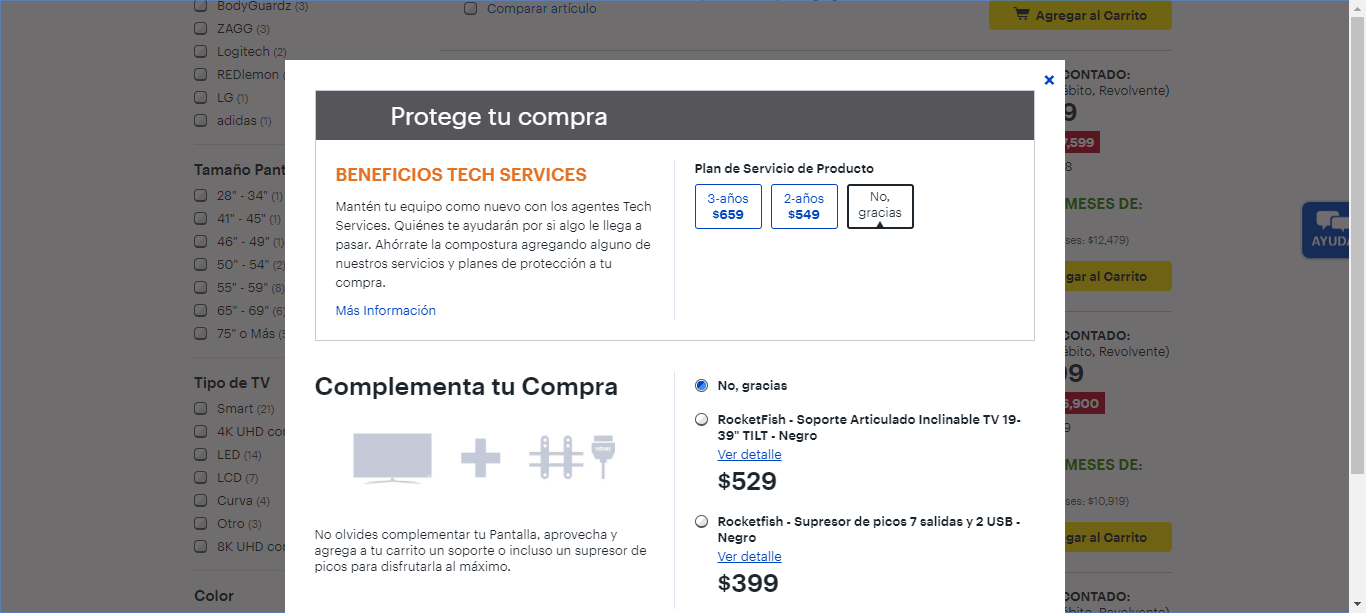 BodyGuardz (3)
ZAGG (3)
Logitech (2)
REDlemon
LG (1)
adidas (1)
Tamaño Pant
28" - 34" (1)
41" - 45" (1)
46" - 49" (1)
50" - 54" (2)
55" - 59" (8)
65" - 69" (6)
75" o Más
Tipo de TV
Smart (21)
4K UHD con
LED (14)
LCD (7)
Curva (4)
Otro (3)
8K UHD con
Color
Comparar artículo
Agregar al Carrito
×
Protege tu compra
BENEFICIOS TECH SERVICES
Mantén tu equipo como nuevo con los agentes Tech
Services. Quiénes te ayudarán por si algo le llega a
pasar. Ahórrate la compostura agregando alguno de
nuestros servicios y planes de protección a tu
compra.
Más Información
Plan de Servicio de Producto
3-años
$659
2-años
$549
No,
gracias
Complementa tu Compra
HDMI
No olvides complementar tu Pantalla, aprovecha y
agrega a tu carrito un soporte o incluso un supresor de
picos para disfrutarla al máximo.
No, gracias
RocketFish - Soporte Articulado Inclinable TV 19-
39" TILT - Negro
Ver detalle
$529
Rocketfish - Supresor de picos 7 salidas y 2 USB -
Negro
Ver detalle
$399
CONTADO:
ébito, Revolvente)
9
,599
8
MESES DE:
ses: $12,479)
gar al Carrito
CONTADO:
ébito, Revolvente)
99
6,900
9
MESES DE:
ses: $10,919)
gar al Carrito
CONTADO:
AYUDA